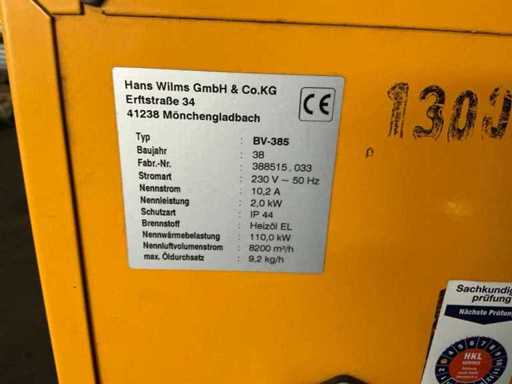 Hans Wilms GmbH & Co.KG
Erftstraße 34
41238 Mönchengladbach
CE
Typ : BV-385
Baujahr : 38
Fabr.-Nr. : 388515.033
Stromart : 230 V ~ 50 Hz
Nennstrom : 10,2 A
Nennleistung : 2,0 kW
Schutzart : IP 44
Brennstoff : Heizöl EL
Nennwärmebelastung : 110,0 kW
Nennluftvolumenstrom : 8200 m³/h
max. Öldurchsatz : 9,2 kg/h
Sachkundig
prüfung
Nächste Prüfun
HKL